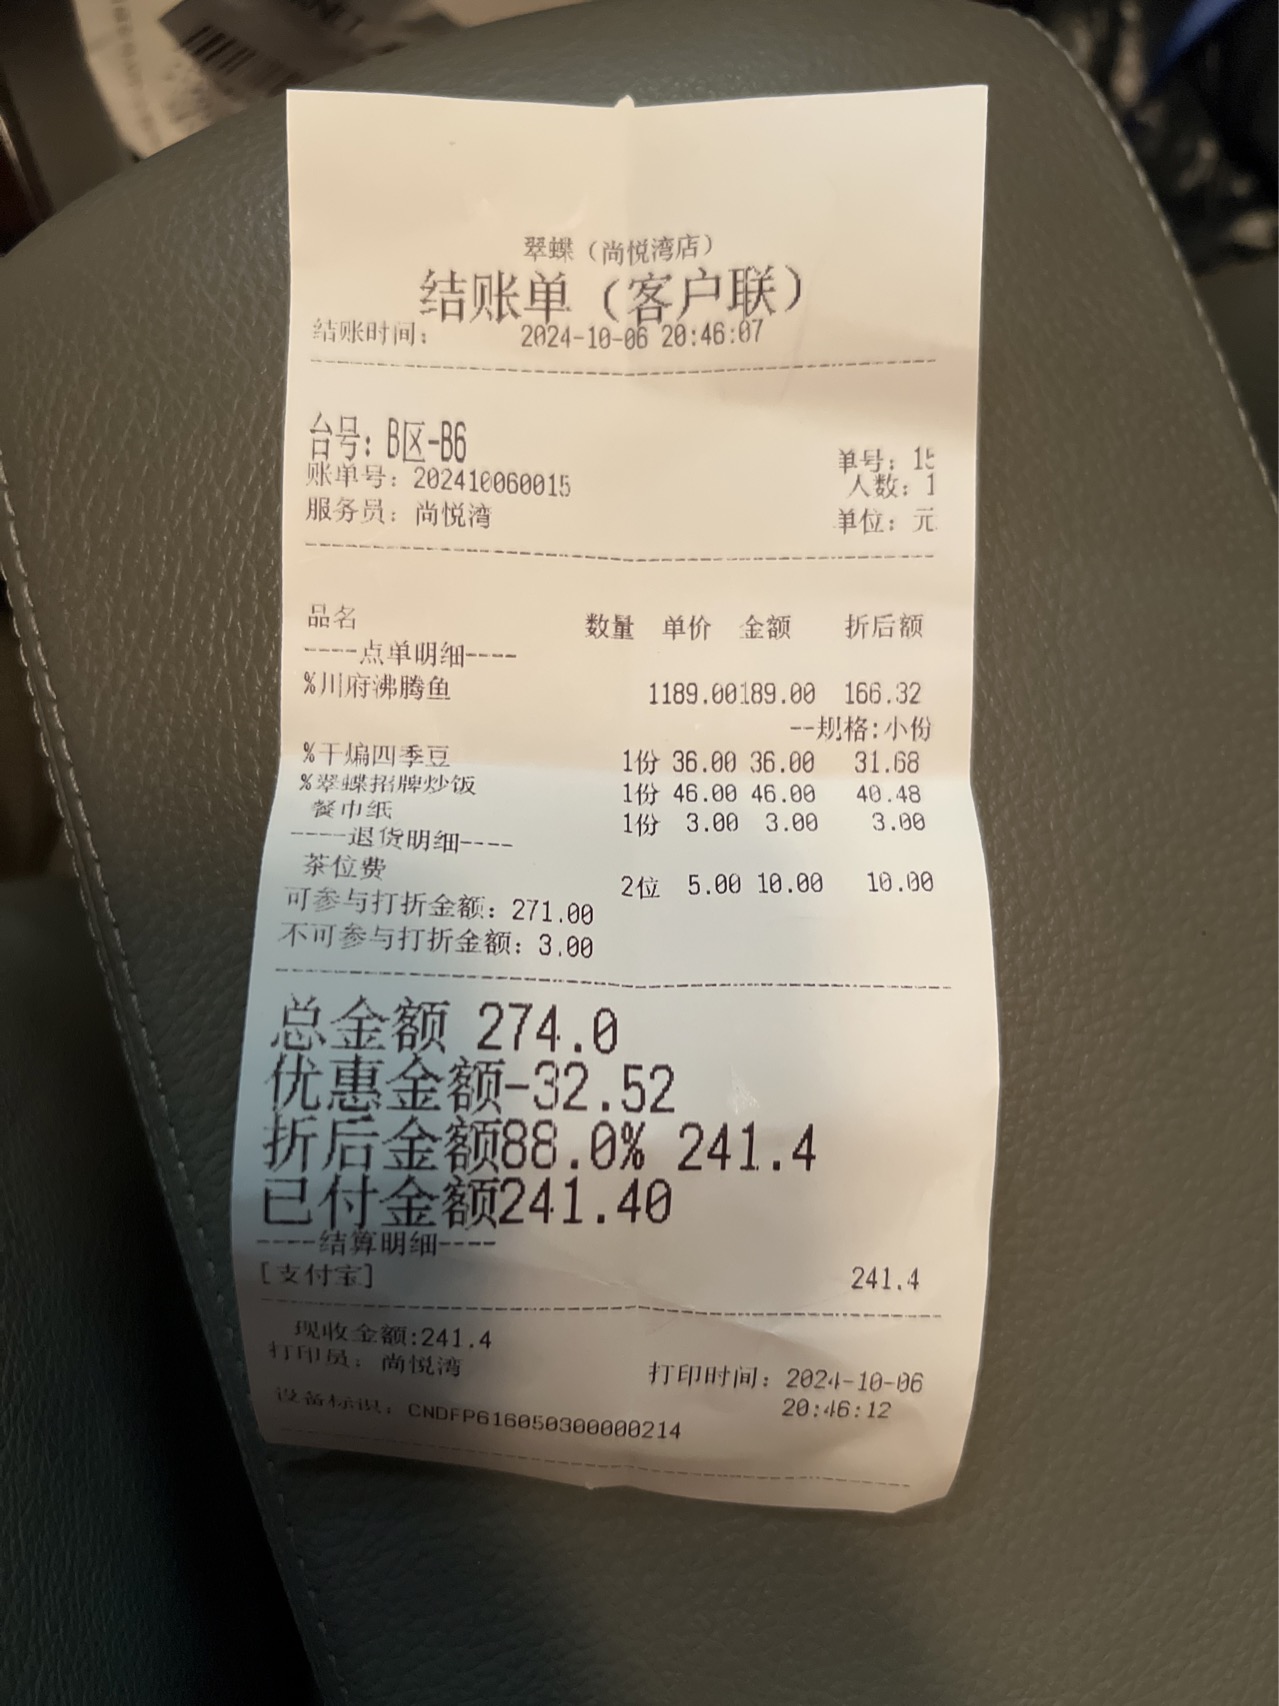 翠蝶（尚悦湾店）
结账单（客户联）
结账时间： 2024-10-06 20:46:07
台号：B区-B6
单号：15
账单号：202410060015
人数：1
服务员：尚悦湾
单位：元
品名 数量 单价 金额 折后额
----点单明细----
%川府沸腾鱼 1189.00189.00 166.32
--规格:小份
%干煸四季豆 1份 36.00 36.00 31.68
%翠蝶招牌炒饭 1份 46.00 46.00 40.48
餐巾纸 1份 3.00 3.00 3.00
----退货明细----
茶位费 2位 5.00 10.00 10.00
可参与打折金额：271.00
不可参与打折金额：3.00
总金额 274.0
优惠金额-32.52
折后金额88.0% 241.4
已付金额241.40
----结算明细----
[支付宝] 241.4
现收金额:241.4
打印员：尚悦湾
打印时间：2024-10-06
20:46:12
设备标识：CNDFP616050300000214